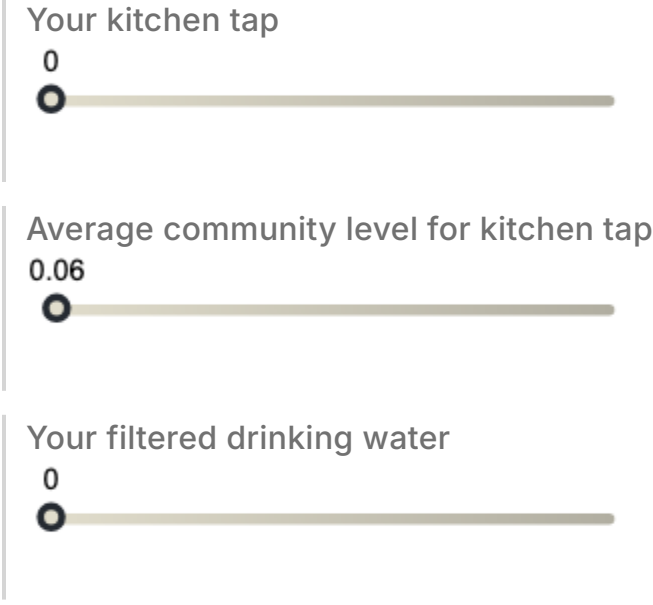 Your kitchen tap
0
Average community level for kitchen tap
0.06
Your filtered drinking water
0